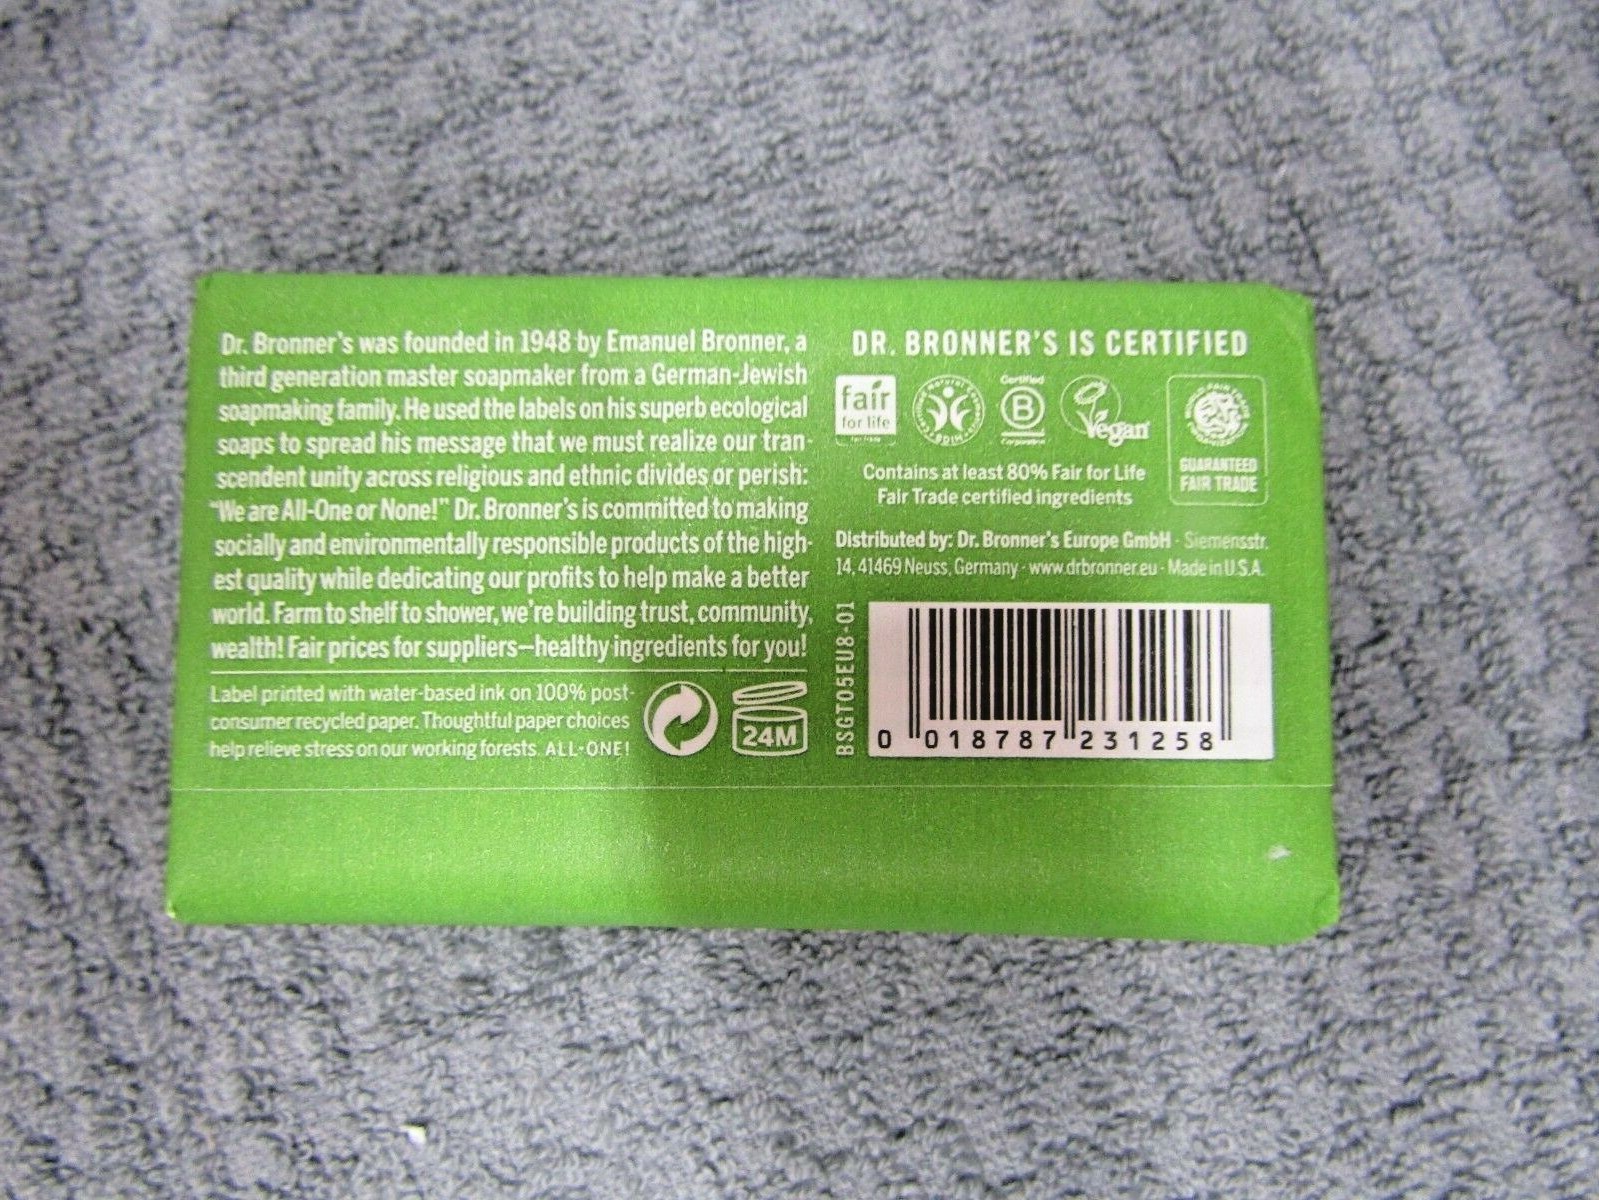 Dr. Bronner's was founded in 1948 by Emanuel Bronner, a
third generation master soapmaker from a German-Jewish
soapmaking family. He used the labels on his superb ecological
soaps to spread his message that we must realize our tran-
scendent unity across religious and ethnic divides or perish:
“We are All-One or None!” Dr. Bronner's is committed to making
socially and environmentally responsible products of the high-
est quality while dedicating our profits to help make a better
world. Farm to shelf to shower, we're building trust, community,
wealth! Fair prices for suppliers—healthy ingredients for you!
Label printed with water-based ink on 100% post-
consumer recycled paper. Thoughtful paper choices
help relieve stress on our working forests. ALL-ONE!
24M
DR. BRONNER'S IS CERTIFIED
fair
for life
fair trade
BDIH
Certified
B
Corporation
Vegan
GUARANTEED
FAIR TRADE
Contains at least 80% Fair for Life
Fair Trade certified ingredients
Distributed by: Dr. Bronner's Europe GmbH · Siemensstr.
14, 41469 Neuss, Germany · www.drbronner.eu · Made in U.S.A.
BSGT05EU8-01
0 018787 231258